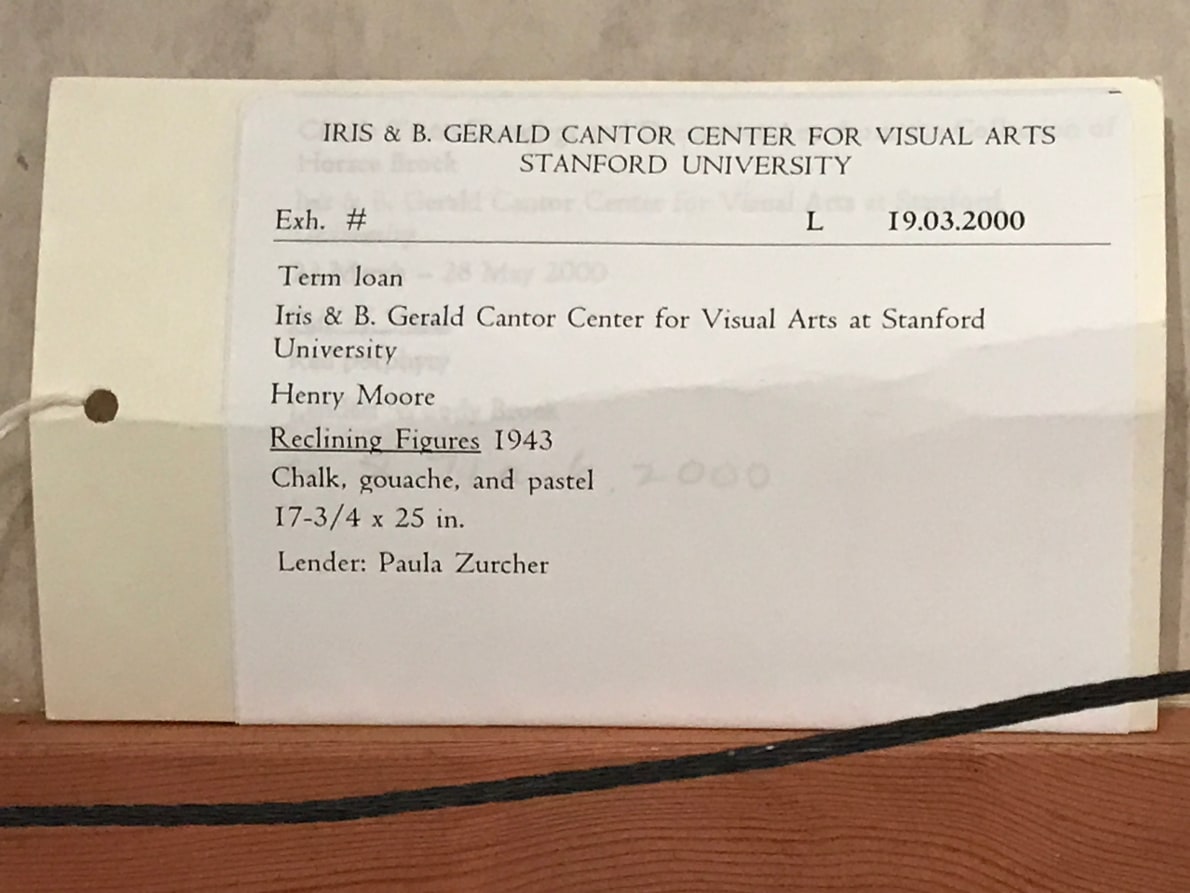 IRIS & B. GERALD CANTOR CENTER FOR VISUAL ARTS
STANFORD UNIVERSITY
Exh. # L 19.03.2000
Term loan
Iris & B. Gerald Cantor Center for Visual Arts at Stanford
University
Henry Moore
Reclining Figures 1943
Chalk, gouache, and pastel
17-3/4 x 25 in.
Lender: Paula Zurcher